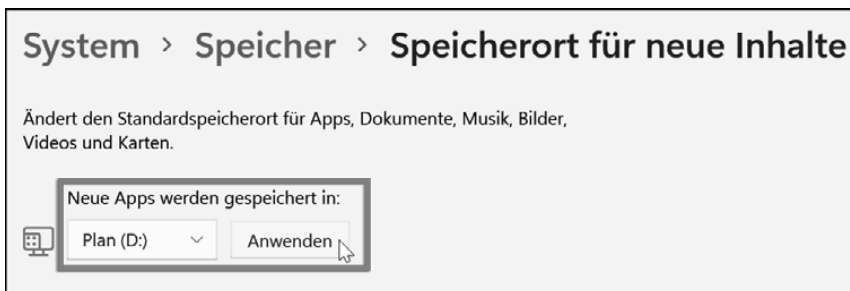 System > Speicher > Speicherort für neue Inhalte
Ändert den Standardspeicherort für Apps, Dokumente, Musik, Bilder,
Videos und Karten.
Neue Apps werden gespeichert in:
Plan (D:) Anwenden